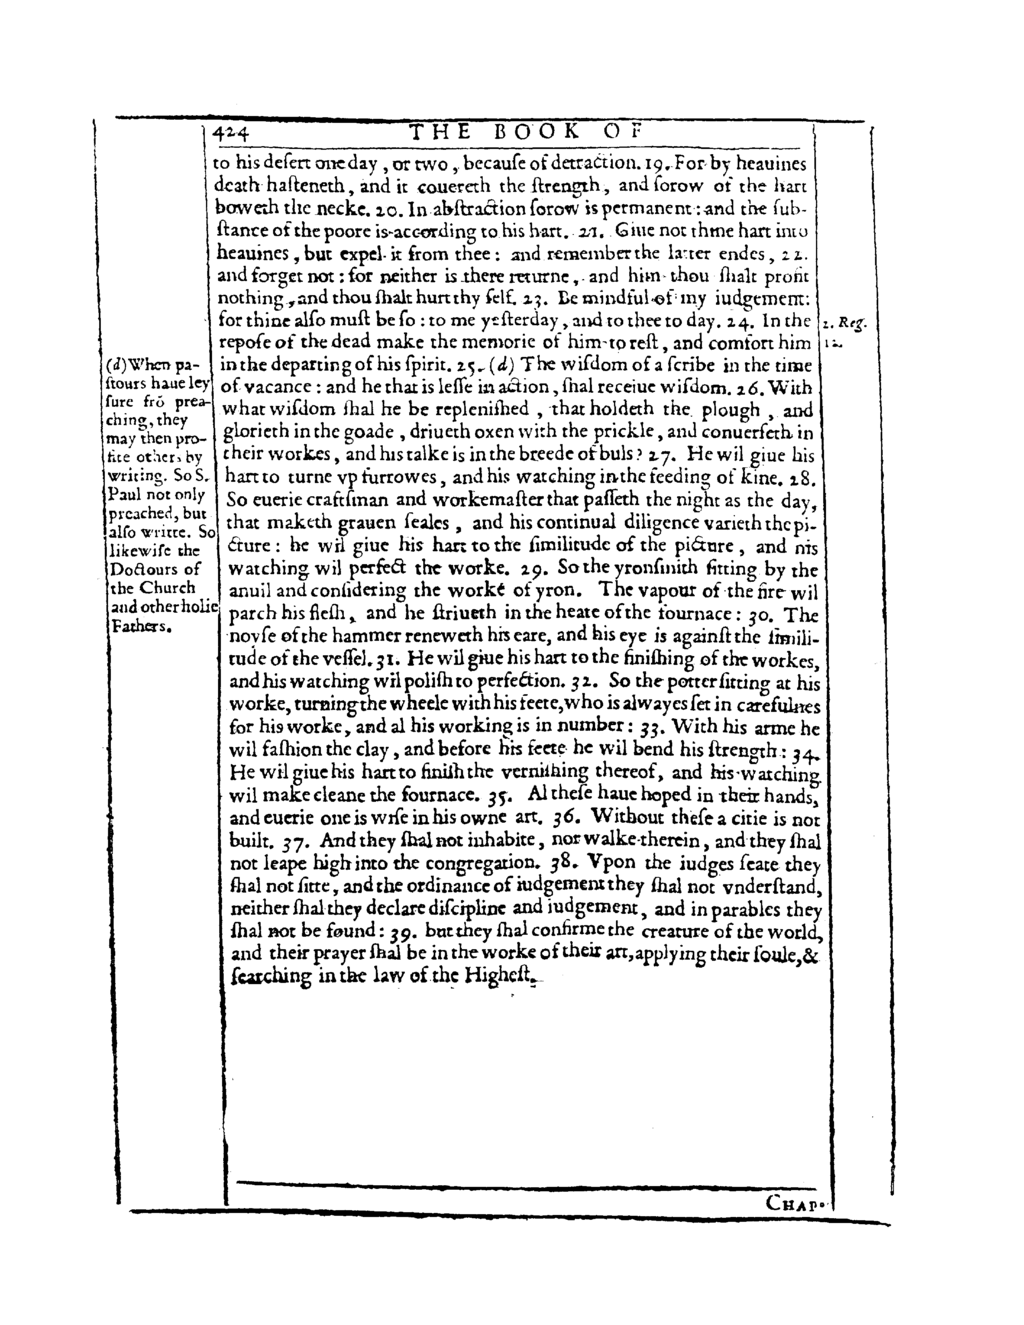 424 THE BOOK OF
to his deſert one day, or two, becauſe of detraction. 19. For by heauines
death haſteneth, and it couereth the ſtrength, and ſorow of the hart
boweth the necke. 20. In abſtraction ſorow is permanent: and the ſub-
ſtance of the poore is according to his hart. 21. Giue not thine hart into
heauines, but expel it from thee: and remember the latter endes, 22.
and forget not: for neither is there returne, and him thou ſhalt profit
nothing, and thou ſhalt hurt thy ſelf. 23. Be mindful of my iudgement:
for thine alſo muſt be ſo: to me yeſterday, and to thee to day. 24. In the
repoſe of the dead make the memorie of him to reſt, and comfort him
in the departing of his ſpirit. 25. (d) The wiſdom of a ſcribe in the time
of vacance: and he that is leſſe in action, ſhal receiue wiſdom. 26. With
what wiſdom ſhal he be repleniſhed, that holdeth the plough, and
glorieth in the goade, driueth oxen with the prickle, and conuerſeth in
their workes, and his talke is in the breede of buls? 27. He wil giue his
hart to turne vp furrowes, and his watching in the feeding of kine. 28.
So euerie craftſman and workemaſter that paſſeth the night as the day,
that maketh grauen ſeales, and his continual diligence varieth the pi-
cture: he wil giue his hart to the ſimilitude of the picture, and his
watching wil perfect the worke. 29. So the yronſmith ſitting by the
anuil and conſidering the worke of yron. The vapour of the fire wil
parch his fleſh, and he ſtriueth in the heate of the fournace: 30. The
noyſe of the hammer reneweth his eare, and his eye is againſt the ſimili-
tude of the veſſel. 31. He wil giue his hart to the finiſhing of the workes,
and his watching wil poliſh to perfection. 32. So the potter ſitting at his
worke, turning the wheele with his feete, who is alwayes ſet in carefulnes
for his worke, and al his working is in number: 33. With his arme he
wil faſhion the clay, and before his feete he wil bend his ſtrength: 34.
He wil giue his hart to finiſh the verniſhing thereof, and his watching
wil make cleane the fournace. 35. Al theſe haue hoped in their hands,
and euerie one is wiſe in his owne art. 36. Without theſe a citie is not
built. 37. And they ſhal not inhabite, nor walke therein, and they ſhal
not leape high into the congregation. 38. Vpon the iudges ſeate they
ſhal not ſitte, and the ordinance of iudgement they ſhal not vnderſtand,
neither ſhal they declare diſcipline and iudgement, and in parables they
ſhal not be found: 39. but they ſhal confirme the creature of the world,
and their prayer ſhal be in the worke of their art, applying their ſoule, &
ſearching in the law of the Higheſt.
(d) When pa-
ſtours haue ley
ſure frō prea-
ching, they
may then pro-
fite others by
writing. So S.
Paul not only
preached, but
alſo writte. So
likewiſe the
Doctours of
the Church
and other holie
Fathers.
2. Reg.
12.
CHAP.